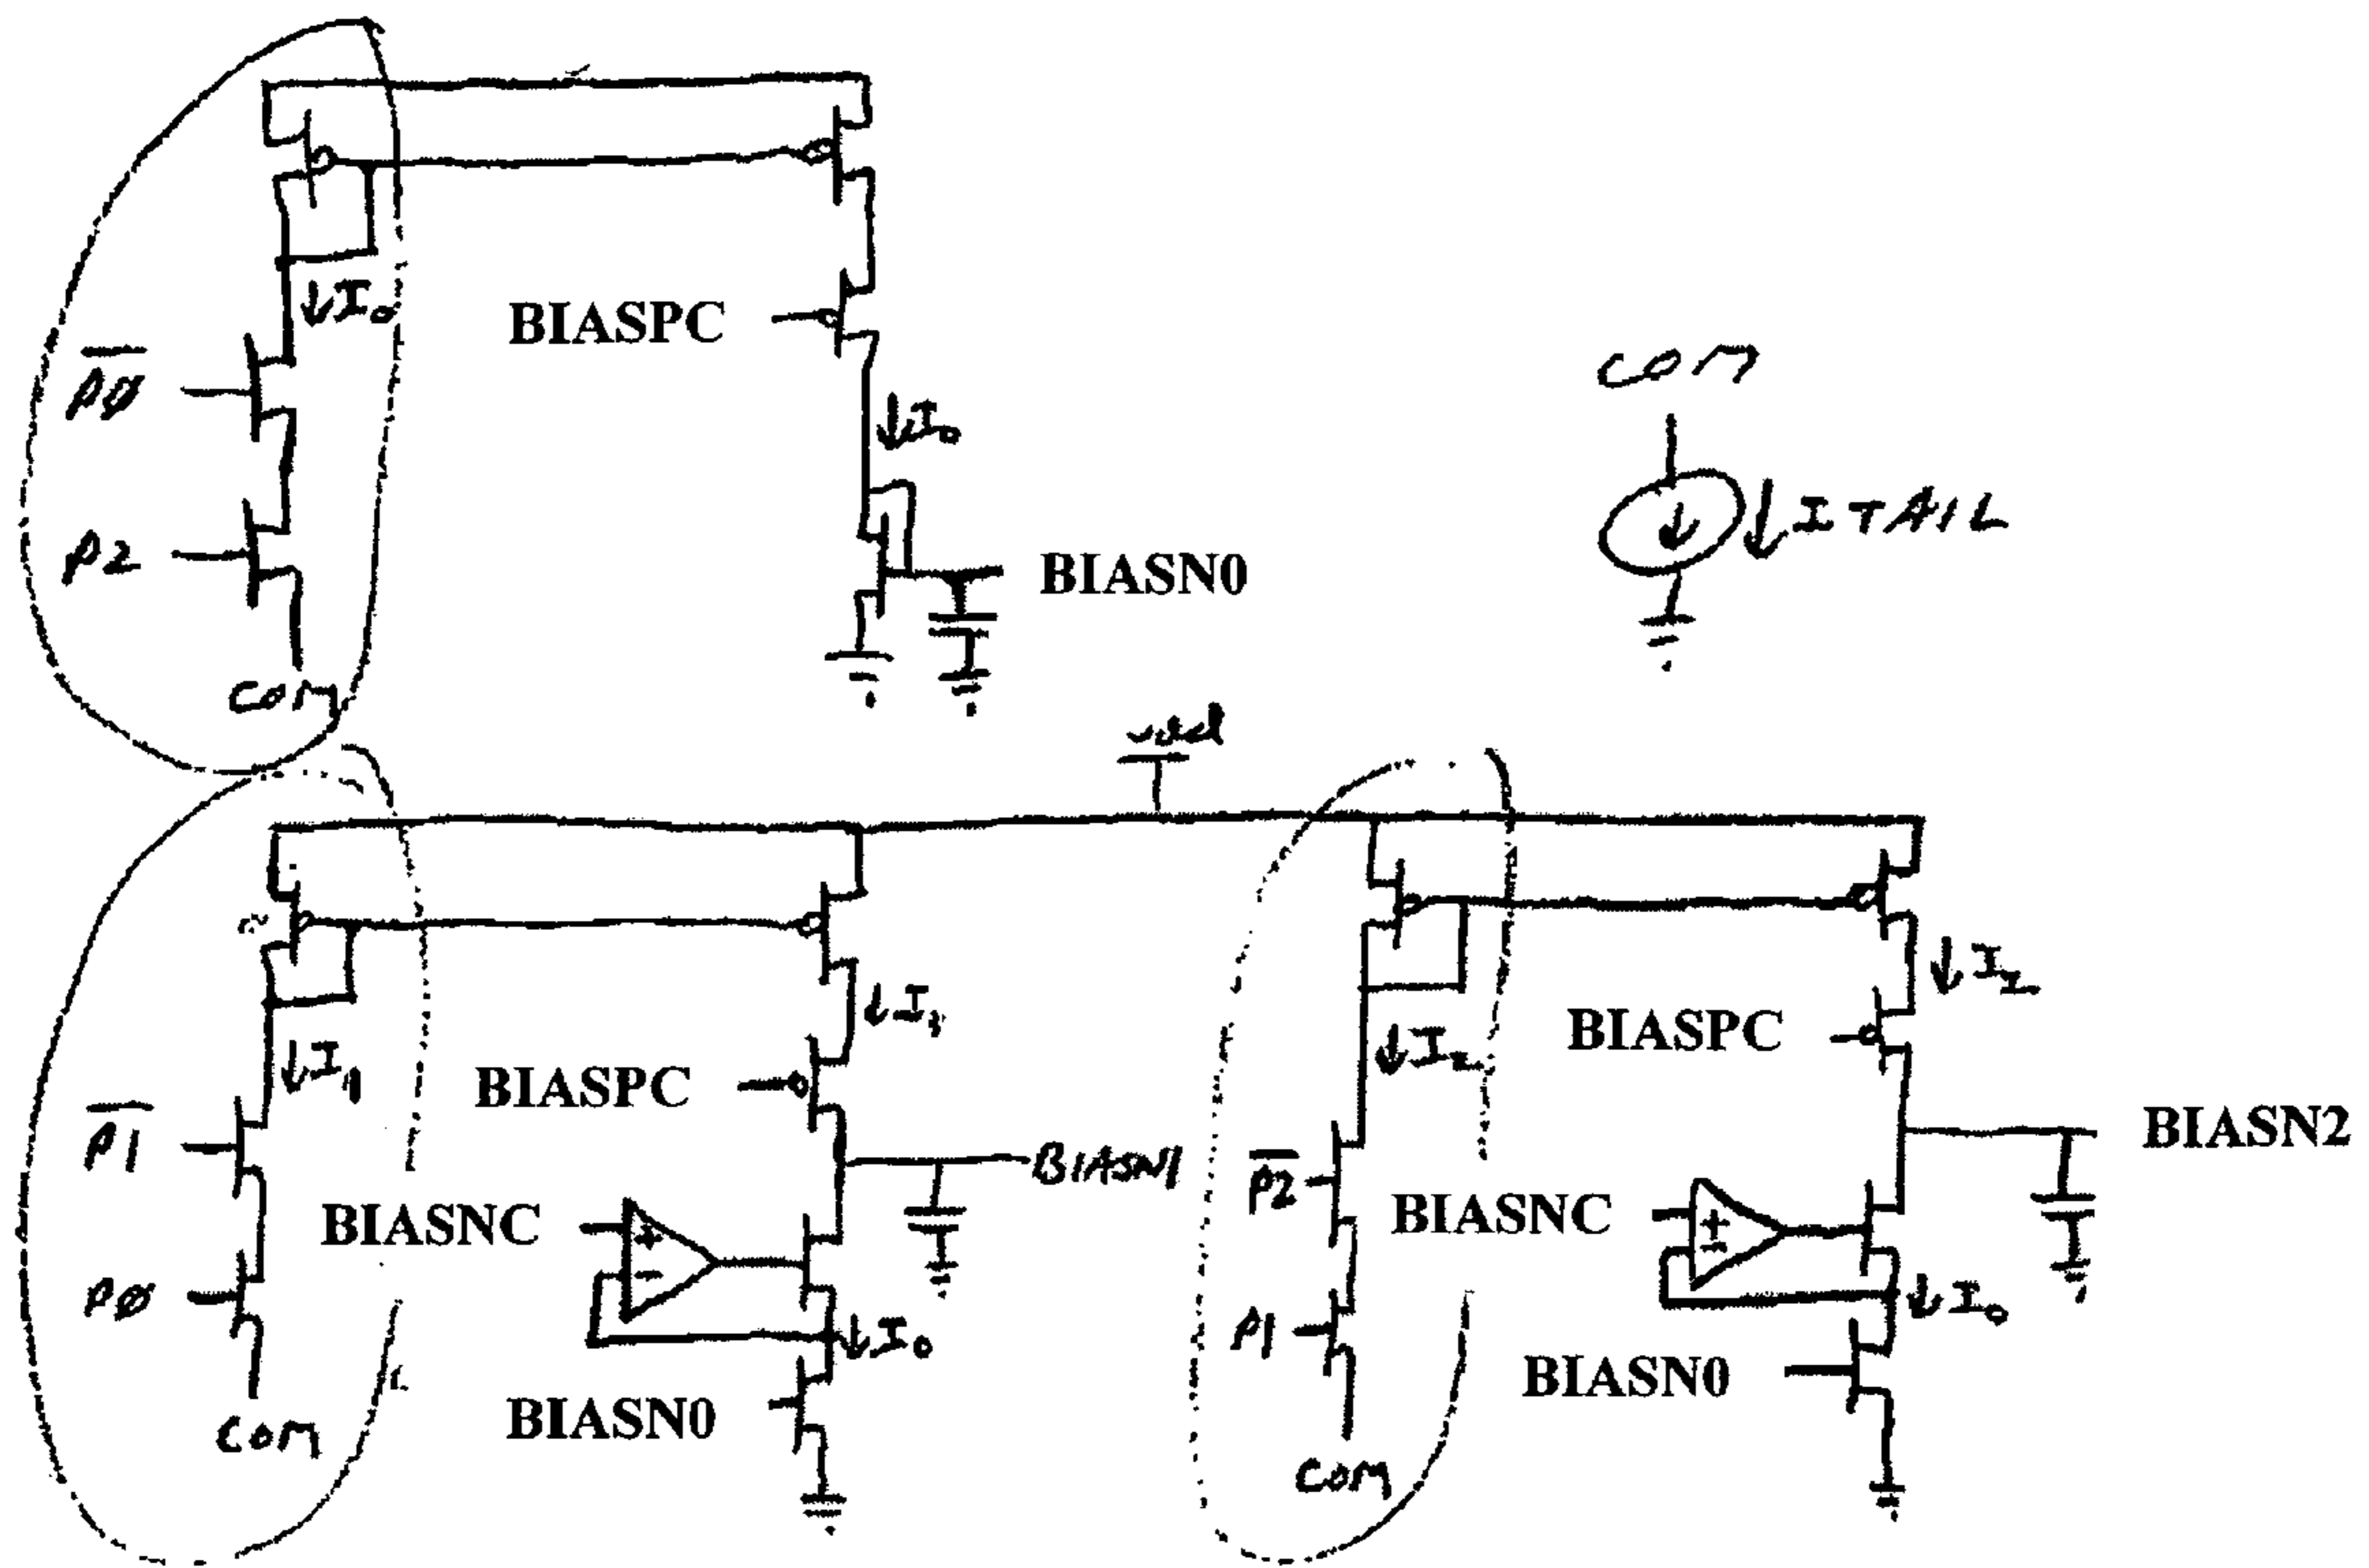 ↓I₀
BIASPC
P̅0̅
↓I₀
COM
P2
↓ITAIL
BIASN0
COM
vdd
↓I₁
↓I₂
BIASPC
↓I₁
↓I₂
BIASPC
P̅1̅
BIASN1
P̅2̅
BIASN2
BIASNC
+
-
BIASNC
+
-
P0
↓I₀
P1
↓I₀
BIASN0
BIASN0
COM
COM